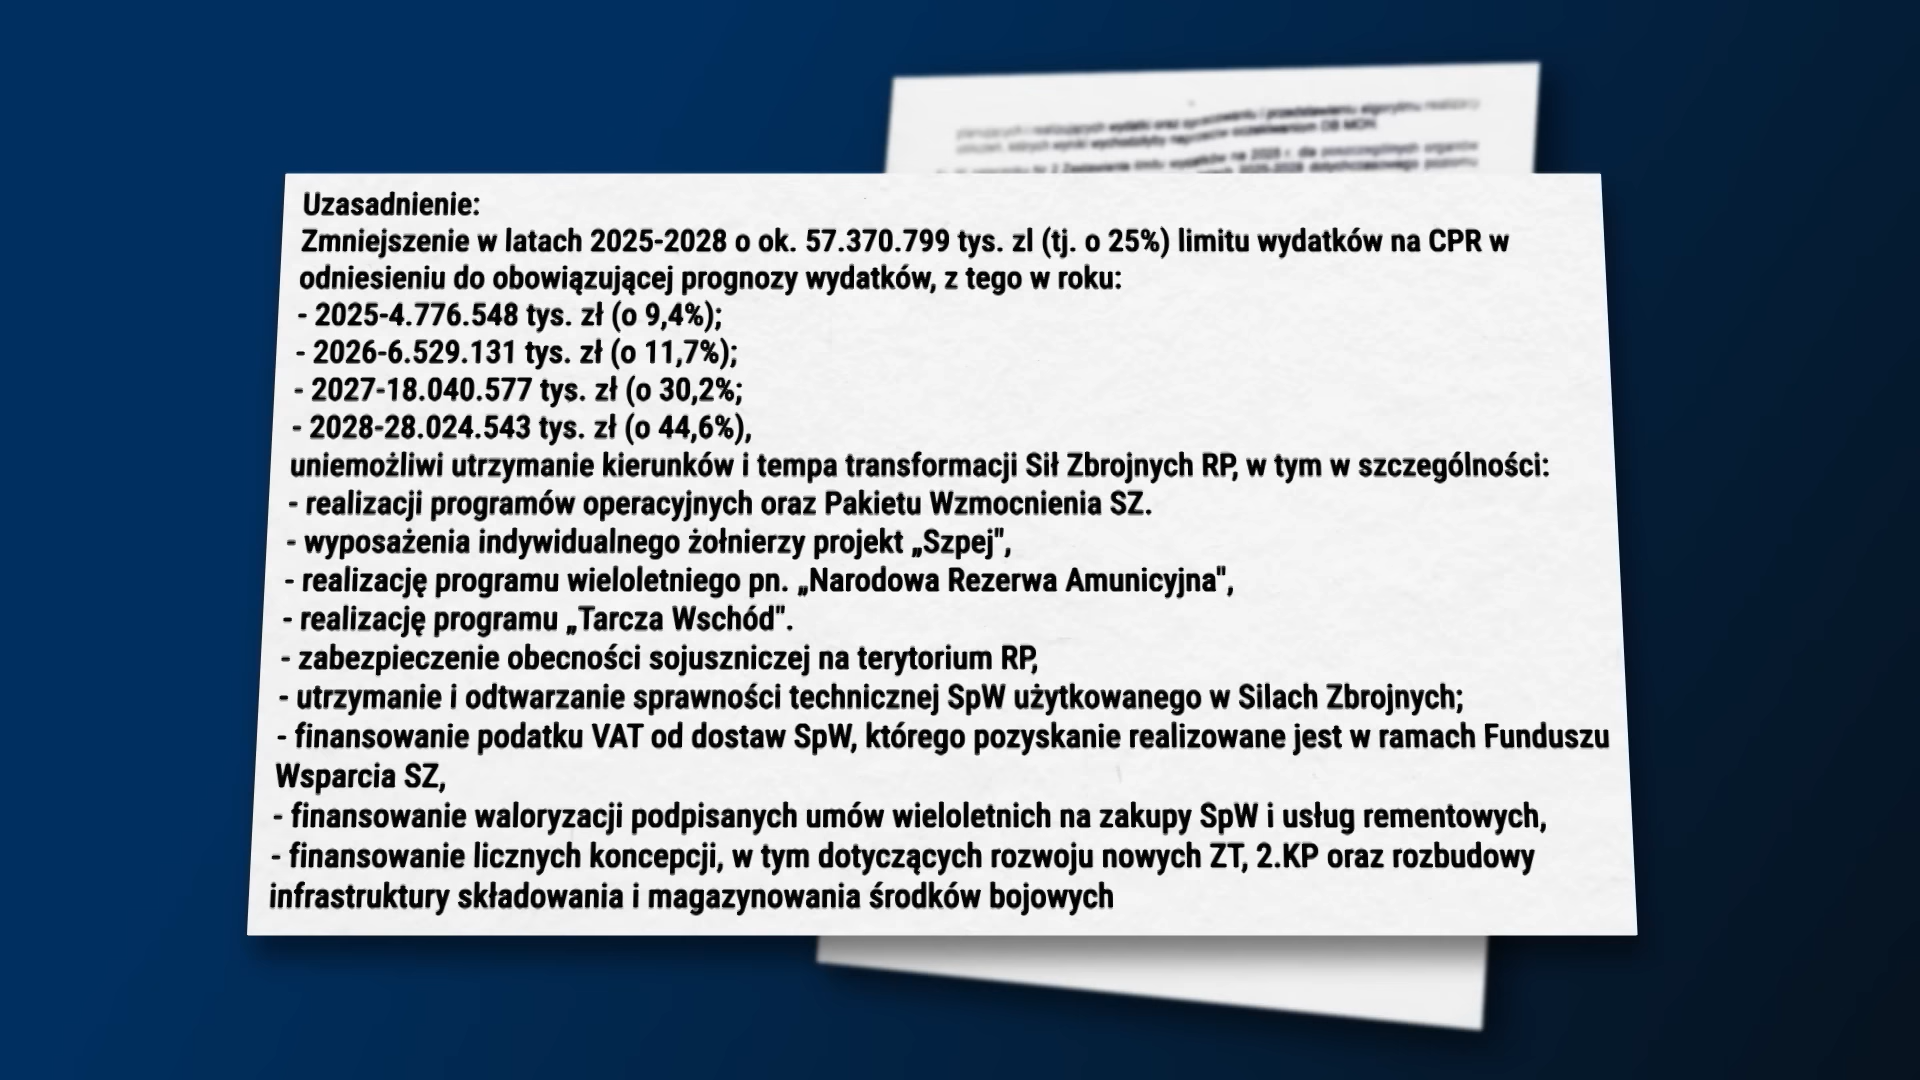 wydatki oraz
Uzasadnienie:
Zmniejszenie w latach 2025-2028 o ok. 57.370.799 tys. zl (tj. o 25%) limitu wydatków na CPR w
odniesieniu do obowiązującej prognozy wydatków, z tego w roku:
- 2025-4.776.548 tys. zł (o 9,4%);
- 2026-6.529.131 tys. zł (o 11,7%);
- 2027-18.040.577 tys. zł (o 30,2%;
- 2028-28.024.543 tys. zł (o 44,6%),
uniemożliwi utrzymanie kierunków i tempa transformacji Sił Zbrojnych RP, w tym w szczególności:
- realizacji programów operacyjnych oraz Pakietu Wzmocnienia SZ.
- wyposażenia indywidualnego żołnierzy projekt „Szpej",
- realizację programu wieloletniego pn. „Narodowa Rezerwa Amunicyjna",
- realizację programu „Tarcza Wschód".
- zabezpieczenie obecności sojuszniczej na terytorium RP,
- utrzymanie i odtwarzanie sprawności technicznej SpW użytkowanego w Silach Zbrojnych;
- finansowanie podatku VAT od dostaw SpW, którego pozyskanie realizowane jest w ramach Funduszu
Wsparcia SZ,
- finansowanie waloryzacji podpisanych umów wieloletnich na zakupy SpW i usług rementowych,
- finansowanie licznych koncepcji, w tym dotyczących rozwoju nowych ZT, 2.KP oraz rozbudowy
infrastruktury składowania i magazynowania środków bojowych